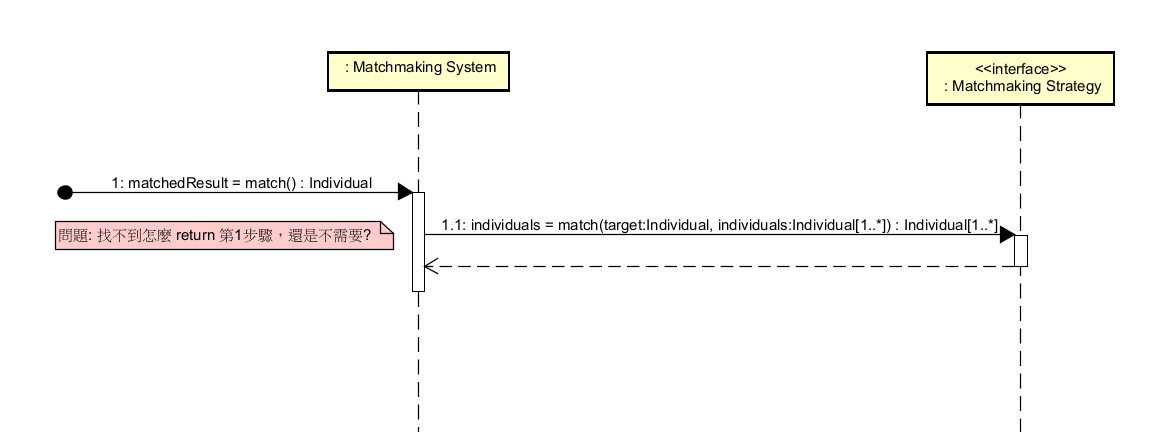 : Matchmaking System
<<interface>>
: Matchmaking Strategy
1: matchedResult = match() : Individual
1.1: individuals = match(target:Individual, individuals:Individual[1..*]) : Individual[1..*]
問題: 找不到怎麼 return 第1步驟，還是不需要?